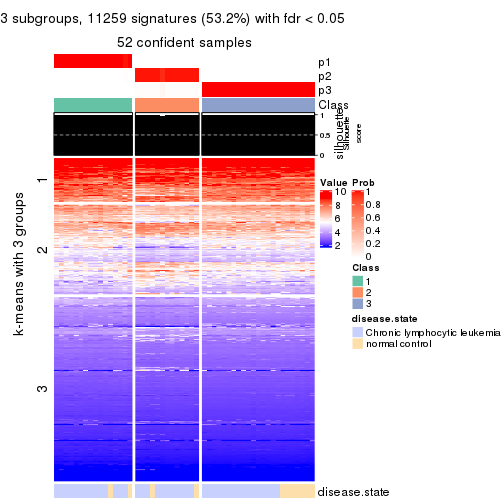 3 subgroups, 11259 signatures (53.2%) with fdr < 0.05
52 confident samples
p1
p2
p3
Class
silhouette
Silhouette
score
1
0.5
0
k-means with 3 groups
1
2
3
Value
10
8
6
4
2
Prob
1
0.8
0.6
0.4
0.2
0
Class
1
2
3
disease.state
Chronic lymphocytic leukemia
normal control
disease.state